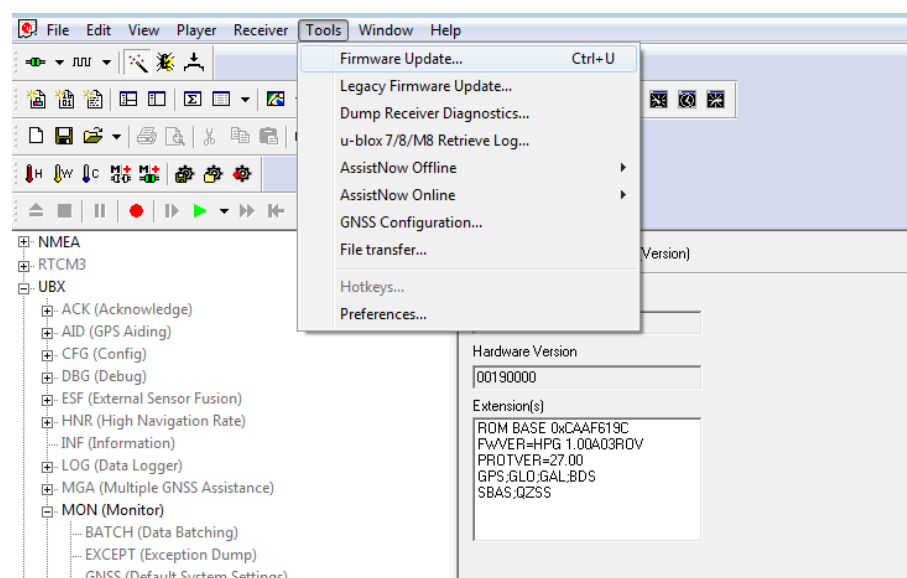 File Edit View Player Receiver Tools Window Help
Firmware Update... Ctrl+U
Legacy Firmware Update...
Dump Receiver Diagnostics...
u-blox 7/8/M8 Retrieve Log...
AssistNow Offline
AssistNow Online
GNSS Configuration...
File transfer...
Hotkeys...
Preferences...
H W C
NMEA
RTCM3
UBX
ACK (Acknowledge)
AID (GPS Aiding)
CFG (Config)
DBG (Debug)
ESF (External Sensor Fusion)
HNR (High Navigation Rate)
INF (Information)
LOG (Data Logger)
MGA (Multiple GNSS Assistance)
MON (Monitor)
BATCH (Data Batching)
EXCEPT (Exception Dump)
GNSS (Default System Settings)
Version)
Hardware Version
00190000
Extension(s)
ROM BASE 0xCAAF619C
FWVER=HPG 1.00A03ROV
PROTVER=27.00
GPS;GLO;GAL;BDS
SBAS;QZSS